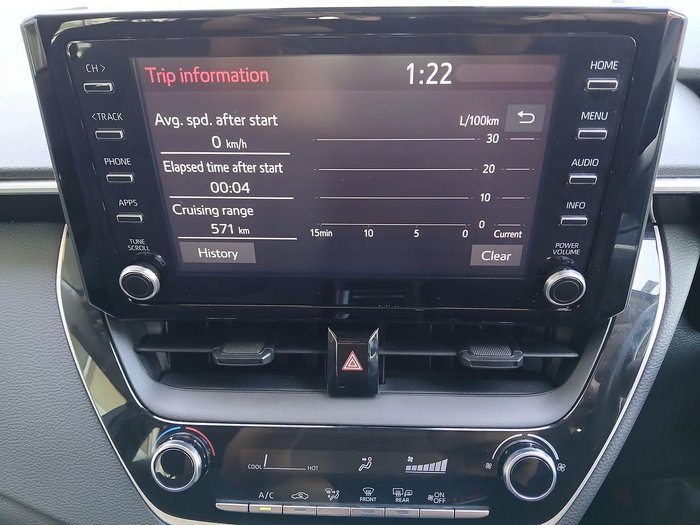 CH >
<TRACK
PHONE
APPS
TUNE
SCROLL
Trip information
1:22
Avg. spd. after start
0 km/h
Elapsed time after start
00:04
Cruising range
571 km
History
L/100km
30
20
10
0
15min 10 5 0 Current
Clear
HOME
MENU
AUDIO
INFO
POWER
VOLUME
COOL HOT
A/C FRONT REAR ON
OFF